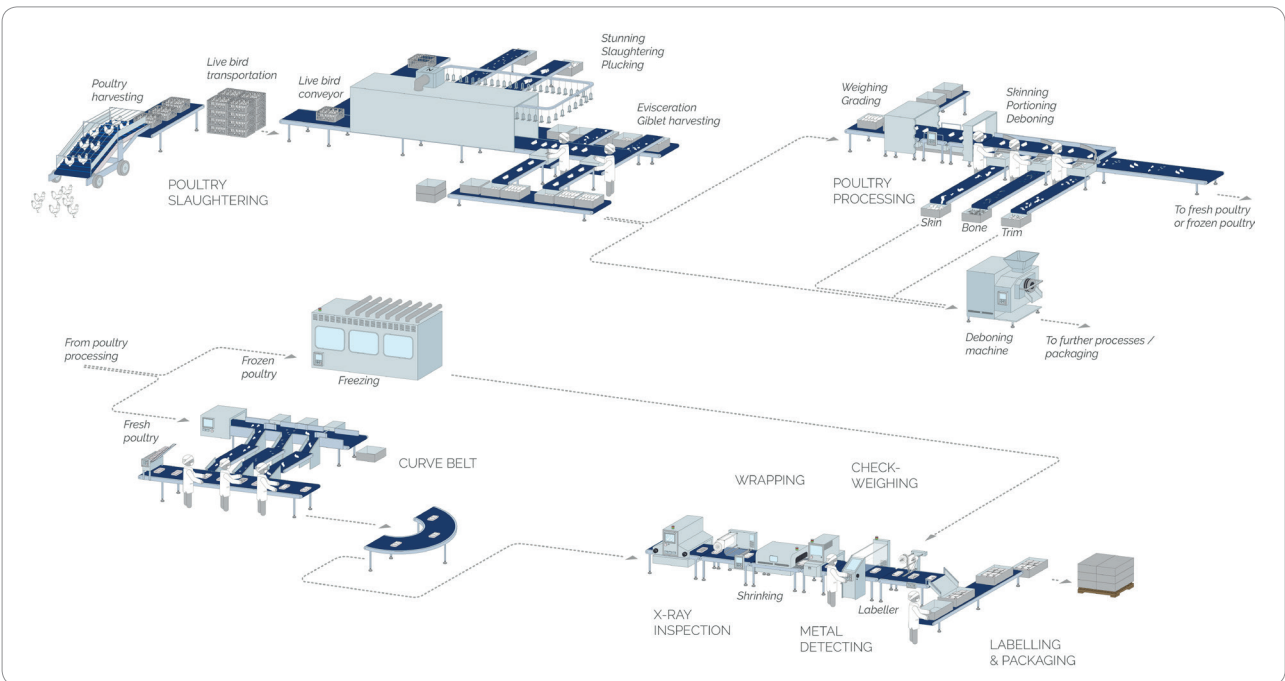 Poultry
harvesting
Live bird
transportation
Live bird
conveyor
Stunning
Slaughtering
Plucking
Evisceration
Giblet harvesting
POULTRY
SLAUGHTERING
Weighing
Grading
Skinning
Portioning
Deboning
POULTRY
PROCESSING
Skin
Bone
Trim
To fresh poultry
or frozen poultry
Deboning
machine
To further processes /
packaging
From poultry
processing
Frozen
poultry
Freezing
Fresh
poultry
CURVE BELT
WRAPPING
CHECK-
WEIGHING
Shrinking
Labeller
X-RAY
INSPECTION
METAL
DETECTING
LABELLING
& PACKAGING